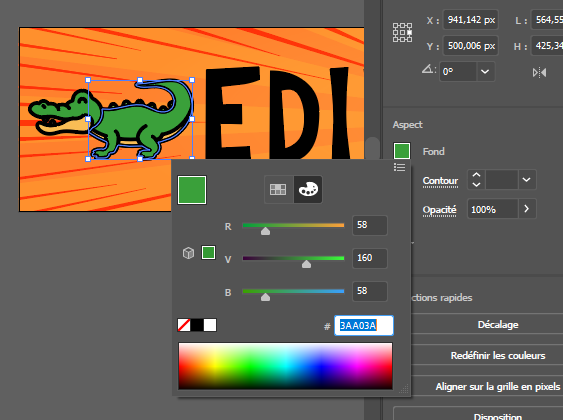 X : 941,142 px L : 564,55
Y : 500,006 px H : 425,34
0°
EDI
Aspect
Fond
Contour :
Opacité : 100%
R 58
V 160
B 58
# 3AA03A
ctions rapides
Décalage
Redéfinir les couleurs
Aligner sur la grille en pixels
Disposition